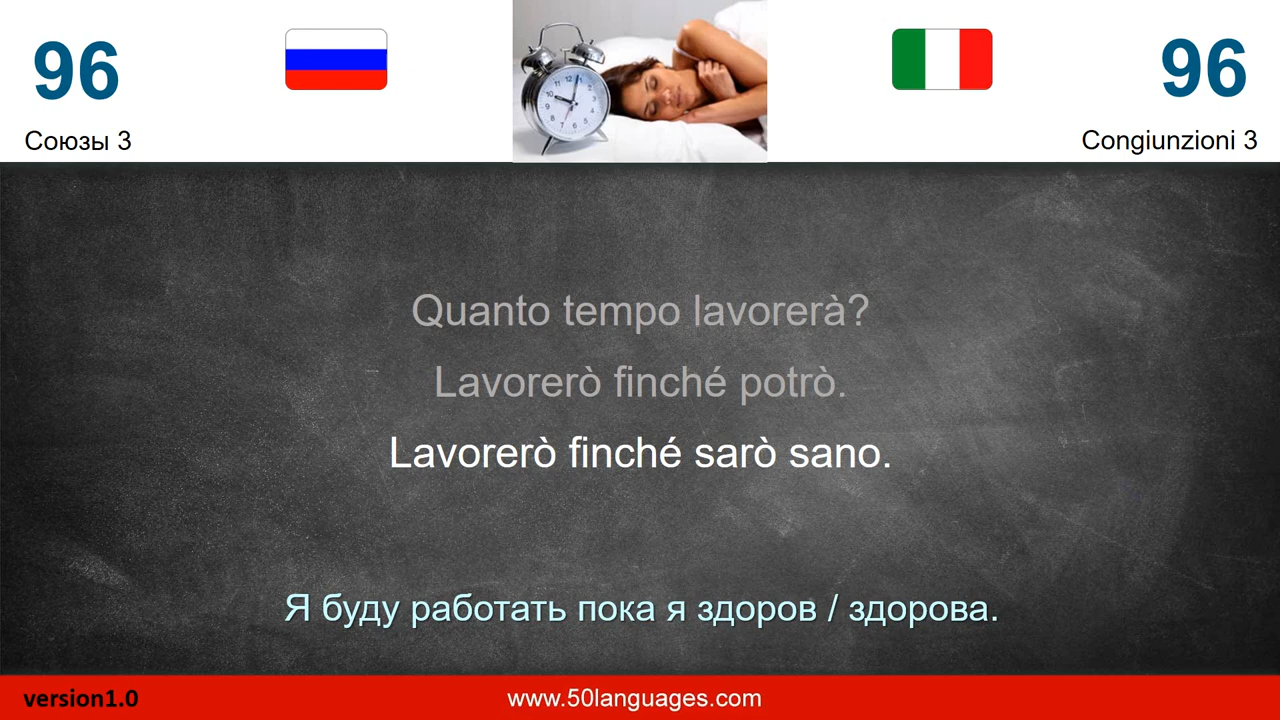 96
96
Союзы 3
Congiunzioni 3
Quanto tempo lavorerà?
Lavorerò finché potrò.
Lavorerò finché sarò sano.
Я буду работать пока я здоров / здорова.
version1.0
www.50languages.com